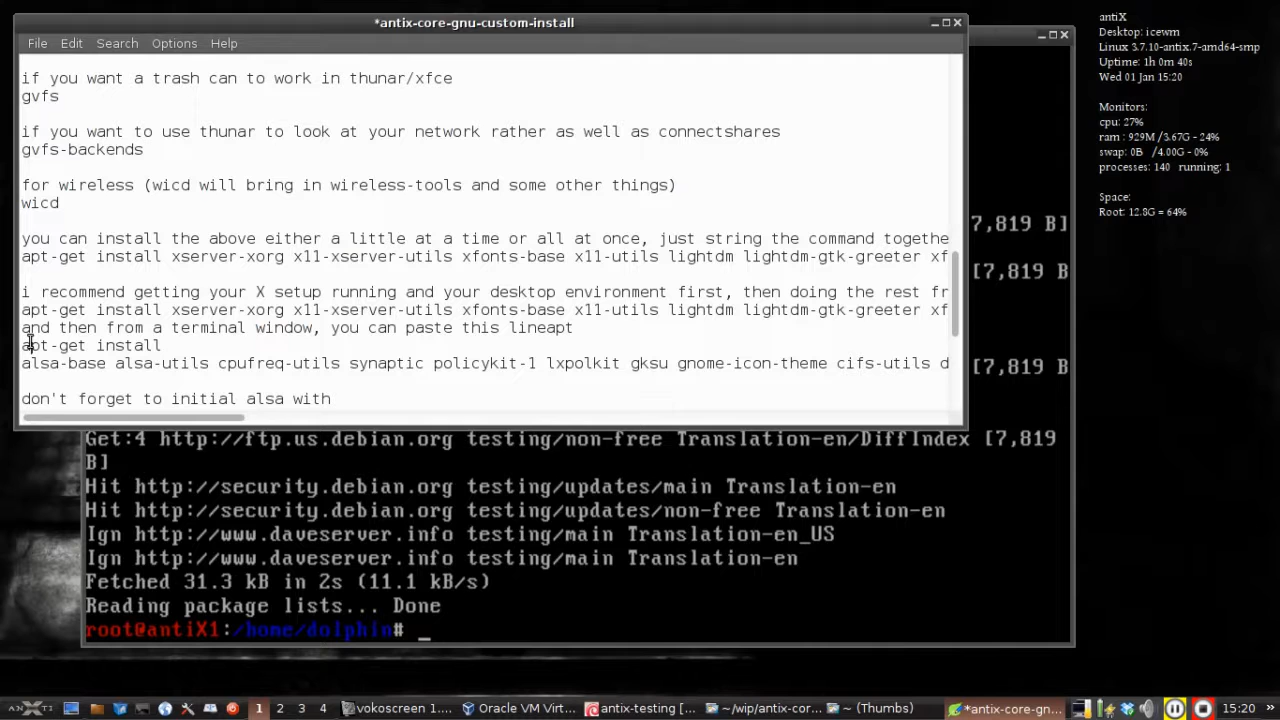 *antix-core-gnu-custom-install
File Edit Search Options Help
if you want a trash can to work in thunar/xfce
gvfs
if you want to use thunar to look at your network rather as well as connectshares
gvfs-backends
for wireless (wicd will bring in wireless-tools and some other things)
wicd
you can install the above either a little at a time or all at once, just string the command togethe
apt-get install xserver-xorg x11-xserver-utils xfonts-base x11-utils lightdm lightdm-gtk-greeter xf
i recommend getting your X setup running and your desktop environment first, then doing the rest fr
apt-get install xserver-xorg x11-xserver-utils xfonts-base x11-utils lightdm lightdm-gtk-greeter xf
and then from a terminal window, you can paste this lineapt
apt-get install
alsa-base alsa-utils cpufreq-utils synaptic policykit-1 lxpolkit gksu gnome-icon-theme cifs-utils d
don't forget to initial alsa with
7,819 B]
[7,819 B
[7,819 B
Get:4 http://ftp.us.debian.org testing/non-free Translation-en/DiffIndex [7,819
B]
Hit http://security.debian.org testing/updates/main Translation-en
Hit http://security.debian.org testing/updates/non-free Translation-en
Ign http://www.daveserver.info testing/main Translation-en_US
Ign http://www.daveserver.info testing/main Translation-en
Fetched 31.3 kB in 2s (11.1 kB/s)
Reading package lists... Done
root@antiX1:/home/dolphin# _
antiX
Desktop: icewm
Linux 3.7.10-antix.7-amd64-smp
Uptime: 1h 0m 40s
Wed 01 Jan 15:20
Monitors:
cpu: 27%
ram : 929M /3.67G - 24%
swap: 0B /4.00G - 0%
processes: 140 running: 1
Space:
Root: 12.8G = 64%
1 2 3 4 vokoscreen 1.... Oracle VM Virt... antix-testing [... ~/wip/antix-cor... ~ (Thumbs) *antix-core-gn... 15:20